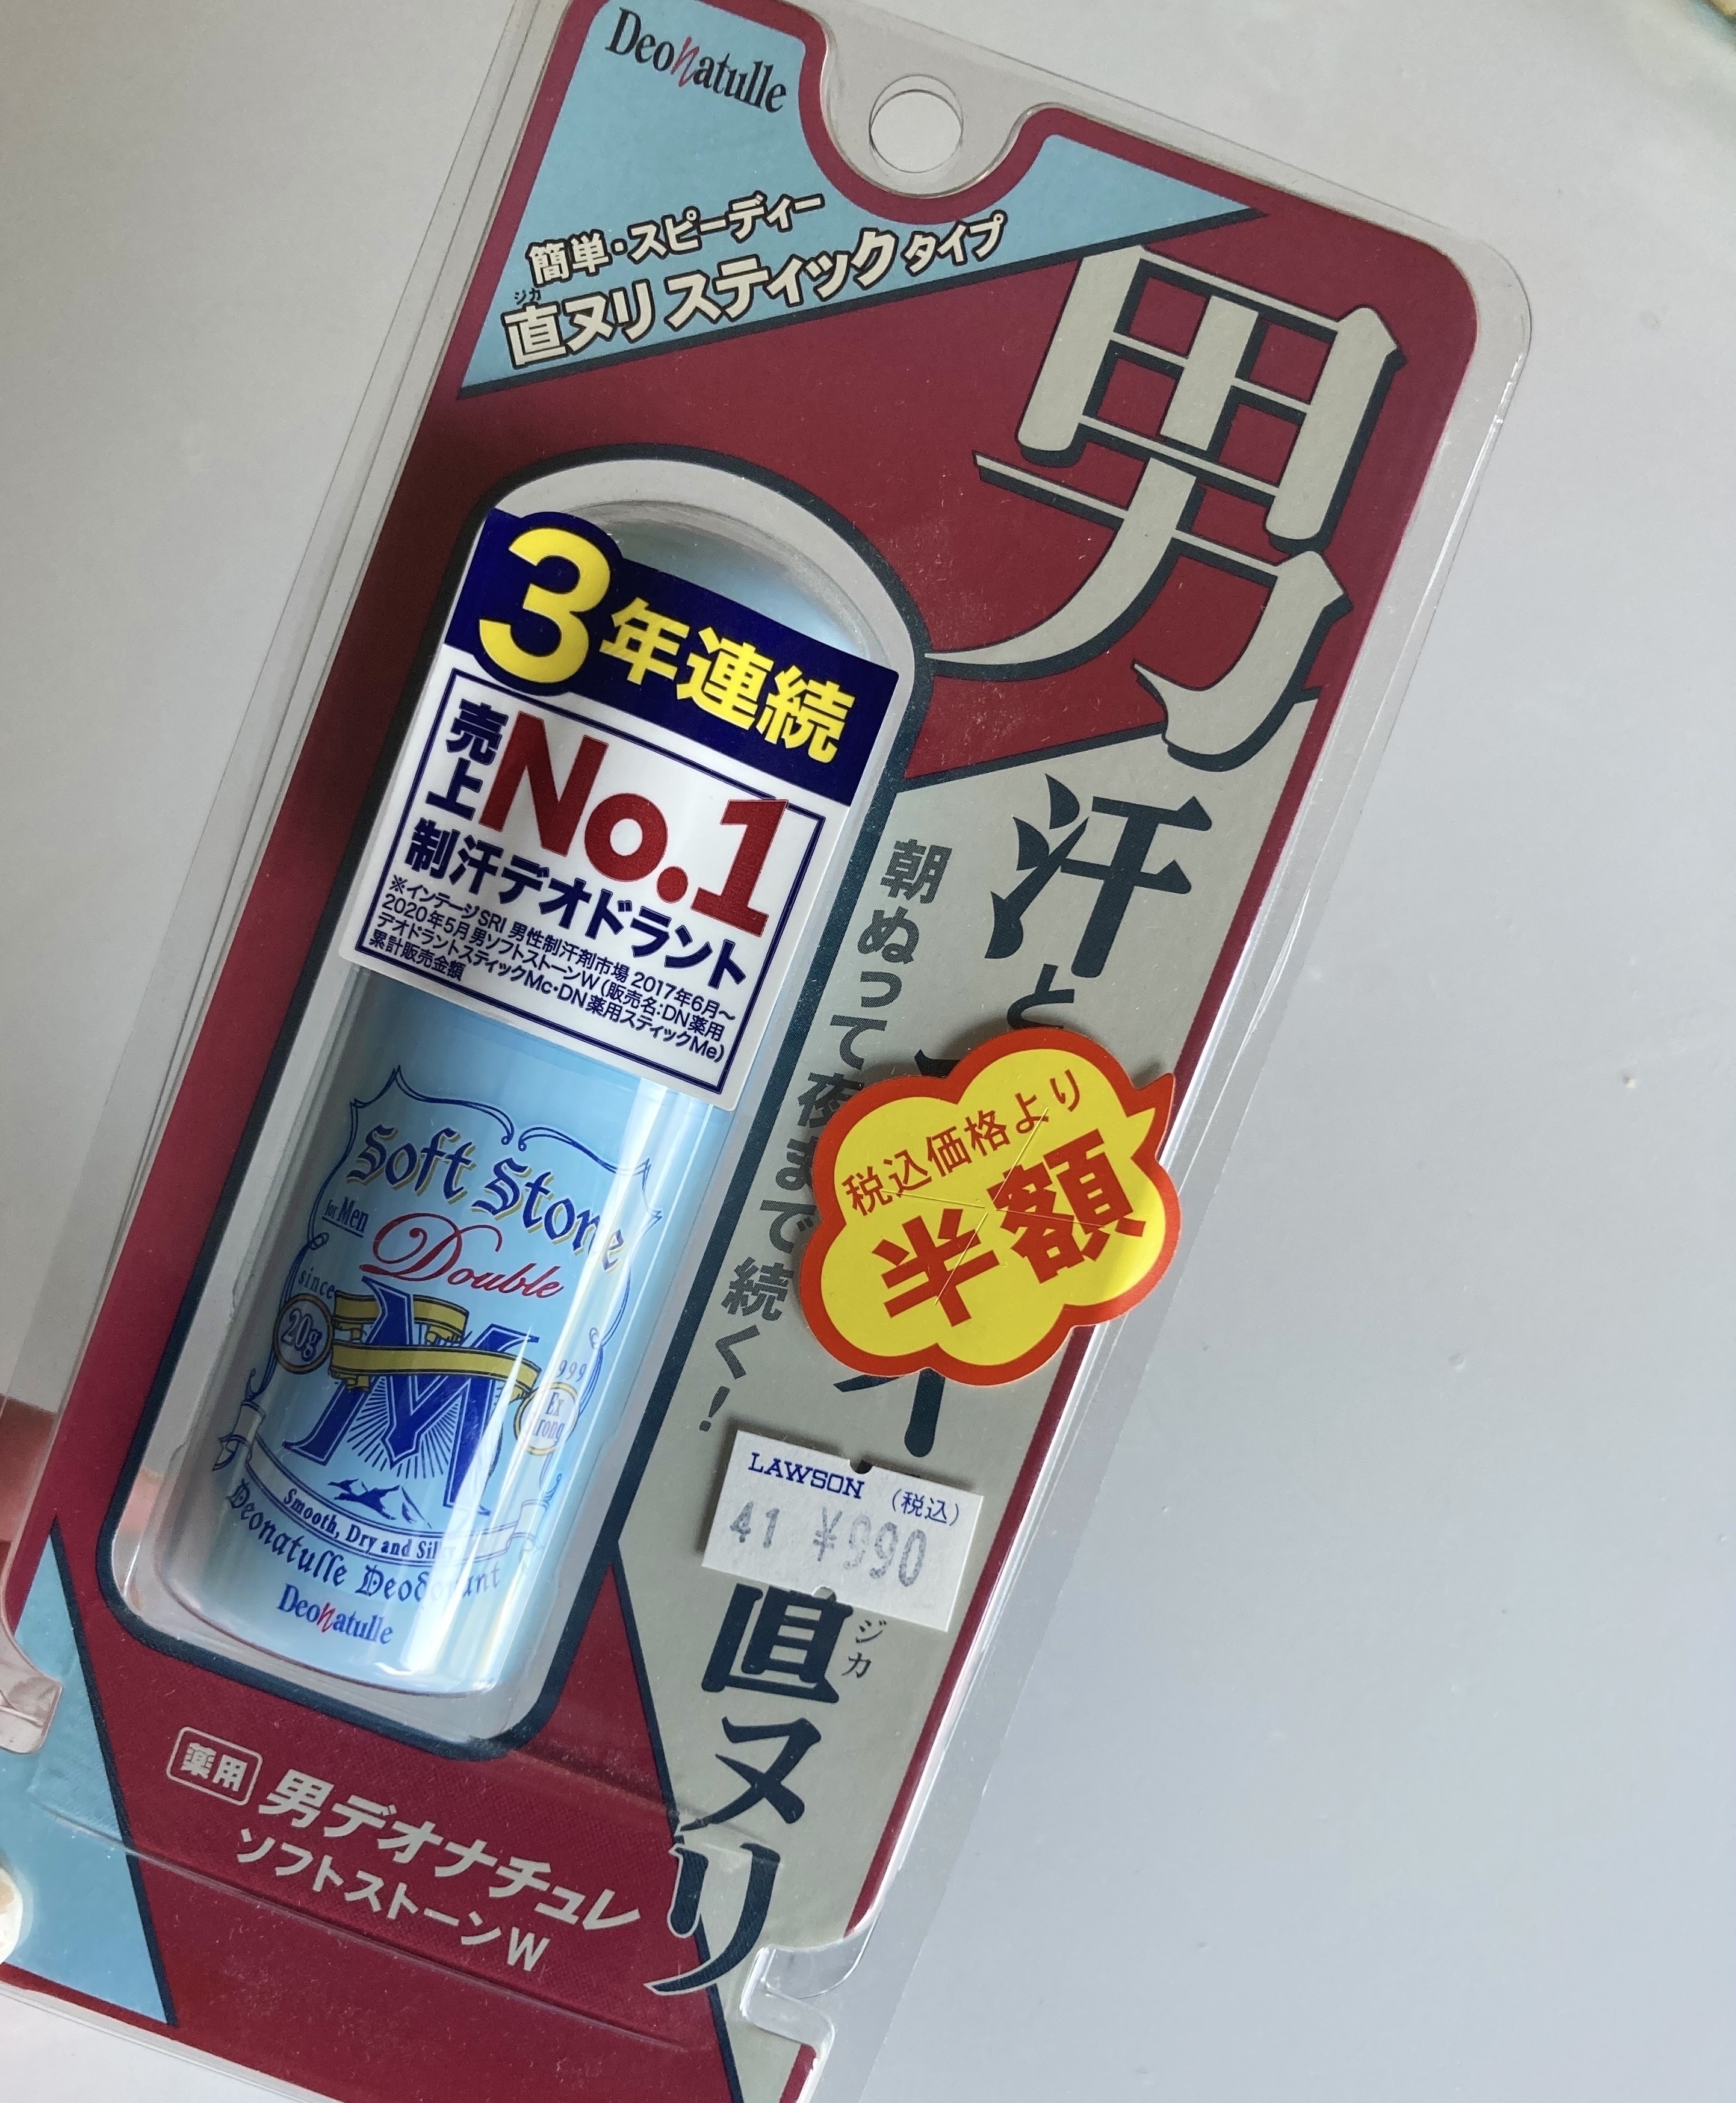 Deonatulle
簡単・スピーディー
ジカ
直ヌリ スティックタイプ
男
汗と
朝ぬって夜まで続く!
3年連続
売上No.1
制汗デオドラント
※インテージSRI 男性制汗剤市場 2017年6月〜
2020年5月男ソフトストーンW(販売名:DN薬用
デオドラントスティックMc・DN薬用スティックMe)
累計販売金額
税込価格より
半額
Soft Stone
for Men
Double
since
20g
999
Ex
M
Smooth, Dry and
Deonatulle Deodorant
Deonatulle
LAWSON (税込)
41 ¥990
ジカ
直ヌリ
薬用
男デオナチュレ
ソフトストーンW